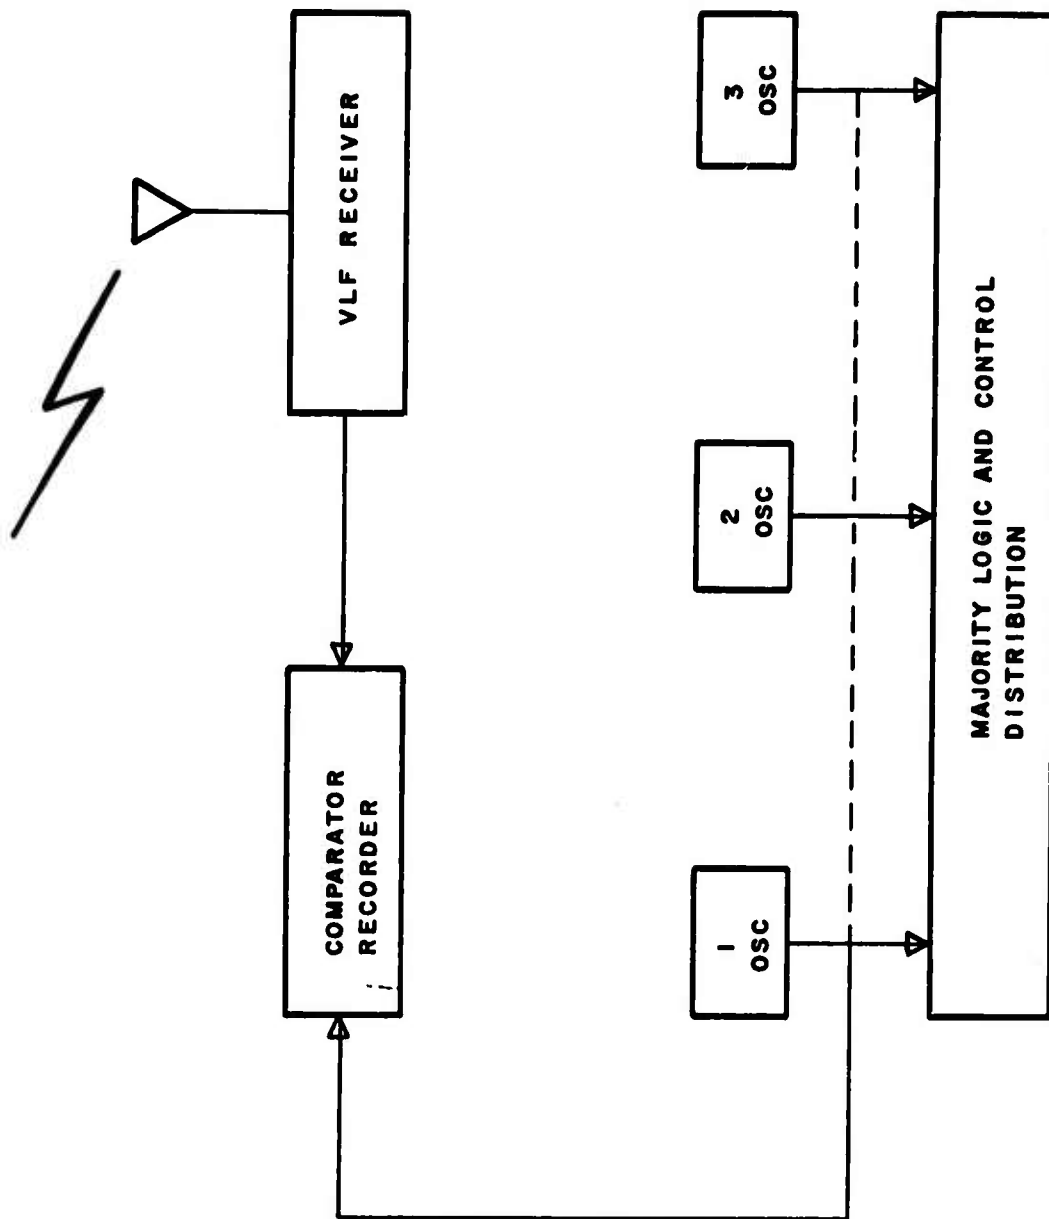 VLF RECEIVER
COMPARATOR
RECORDER
1
OSC
2
OSC
3
OSC
MAJORITY LOGIC AND CONTROL
DISTRIBUTION